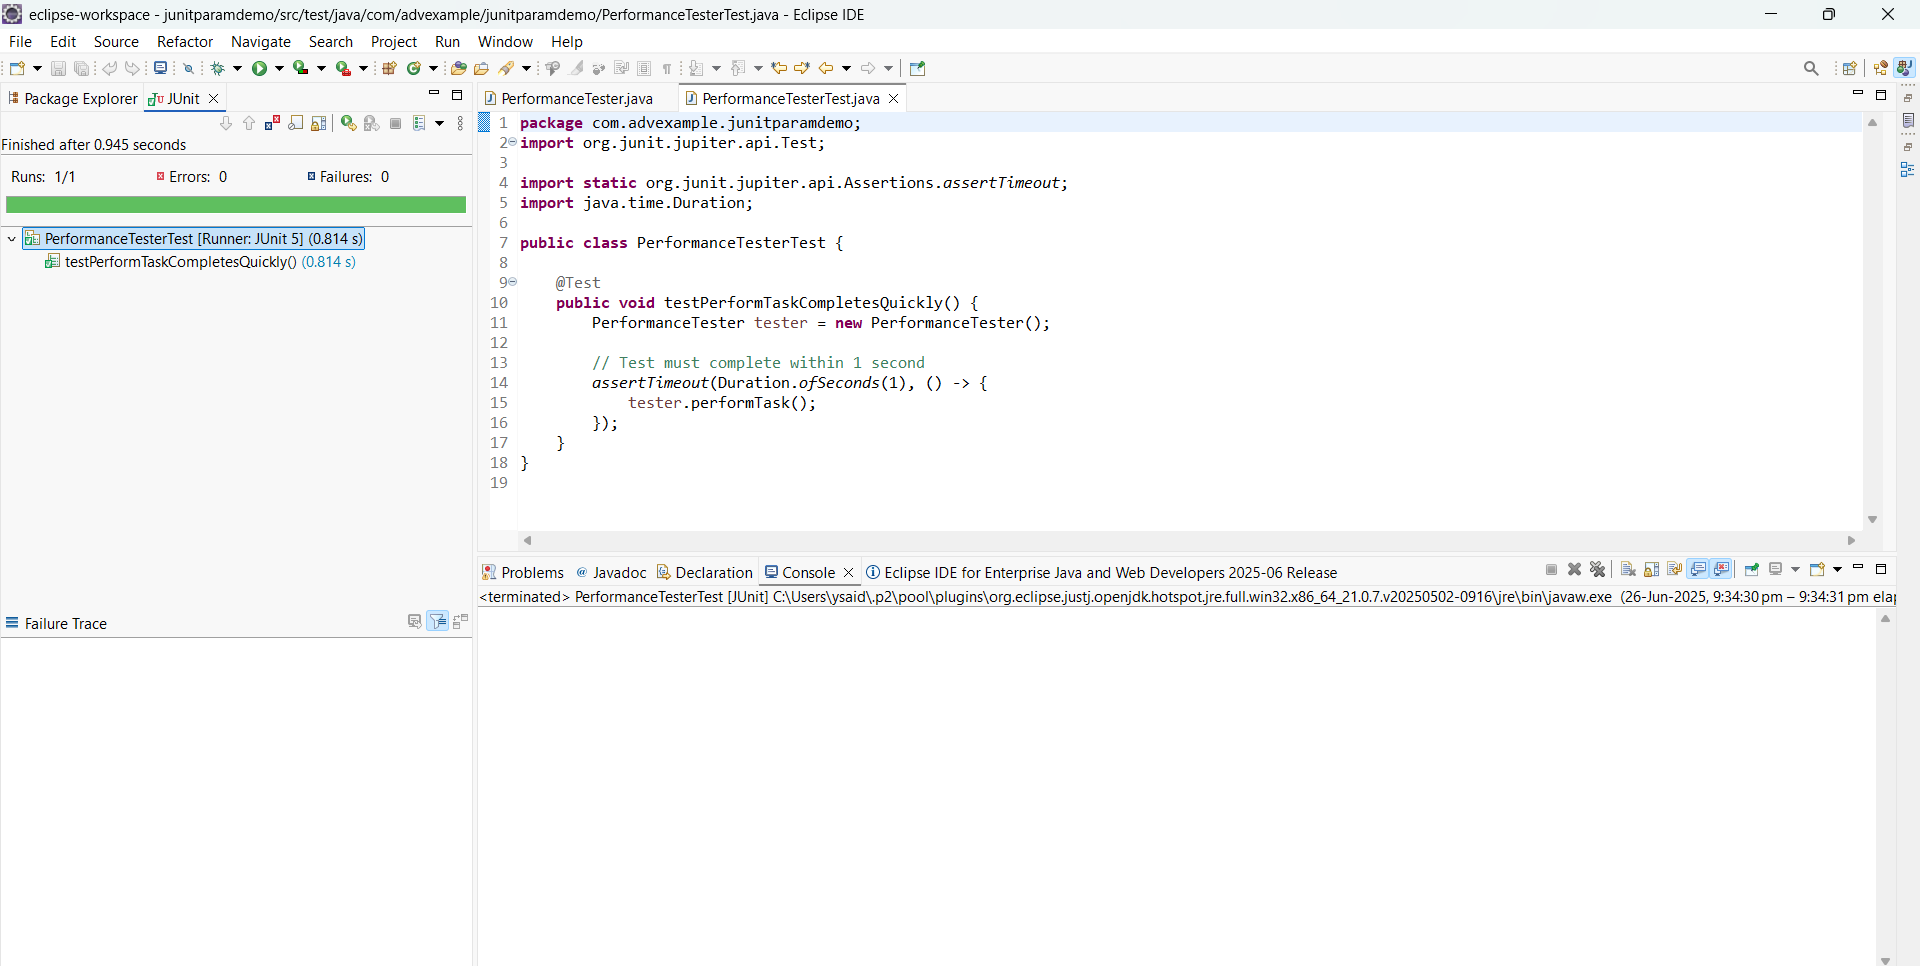 eclipse-workspace - junitparamdemo/src/test/java/com/advexample/junitparamdemo/PerformanceTesterTest.java - Eclipse IDE
File Edit Source Refactor Navigate Search Project Run Window Help
Package Explorer JUnit
Finished after 0.945 seconds
Runs: 1/1 Errors: 0 Failures: 0
PerformanceTesterTest [Runner: JUnit 5] (0.814 s)
testPerformTaskCompletesQuickly() (0.814 s)
Failure Trace
PerformanceTester.java PerformanceTesterTest.java
1 package com.advexample.junitparamdemo;
2 import org.junit.jupiter.api.Test;
3
4 import static org.junit.jupiter.api.Assertions.assertTimeout;
5 import java.time.Duration;
6
7 public class PerformanceTesterTest {
8
9 @Test
10 public void testPerformTaskCompletesQuickly() {
11 PerformanceTester tester = new PerformanceTester();
12
13 // Test must complete within 1 second
14 assertTimeout(Duration.ofSeconds(1), () -> {
15 tester.performTask();
16 });
17 }
18 }
19
Problems Javadoc Declaration Console Eclipse IDE for Enterprise Java and Web Developers 2025-06 Release
<terminated> PerformanceTesterTest [JUnit] C:\Users\ysaid\.p2\pool\plugins\org.eclipse.justj.openjdk.hotspot.jre.full.win32.x86_64_21.0.7.v20250502-0916\jre\bin\javaw.exe (26-Jun-2025, 9:34:30 pm – 9:34:31 pm elap